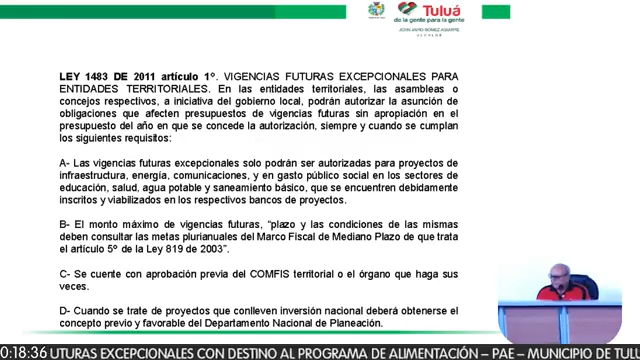 Tuluá
de la gente para la gente
JOHN JAIRO GÓMEZ AGUIRRE
ALCALDE
LEY 1483 DE 2011 artículo 1°. VIGENCIAS FUTURAS EXCEPCIONALES PARA
ENTIDADES TERRITORIALES. En las entidades territoriales, las asambleas o
concejos respectivos, a iniciativa del gobierno local, podrán autorizar la asunción de
obligaciones que afecten presupuestos de vigencias futuras sin apropiación en el
presupuesto del año en que se concede la autorización, siempre y cuando se cumplan
los siguientes requisitos:
A- Las vigencias futuras excepcionales solo podrán ser autorizadas para proyectos de
infraestructura, energía, comunicaciones, y en gasto público social en los sectores de
educación, salud, agua potable y saneamiento básico, que se encuentren debidamente
inscritos y viabilizados en los respectivos bancos de proyectos.
B- El monto máximo de vigencias futuras, “plazo y las condiciones de las mismas
deben consultar las metas plurianuales del Marco Fiscal de Mediano Plazo de que trata
el artículo 5° de la Ley 819 de 2003”.
C- Se cuente con aprobación previa del COMFIS territorial o el órgano que haga sus
veces.
D- Cuando se trate de proyectos que conlleven inversión nacional deberá obtenerse el
concepto previo y favorable del Departamento Nacional de Planeación.
0:18:36 UTURAS EXCEPCIONALES CON DESTINO AL PROGRAMA DE ALIMENTACIÓN – PAE – MUNICIPIO DE TULU